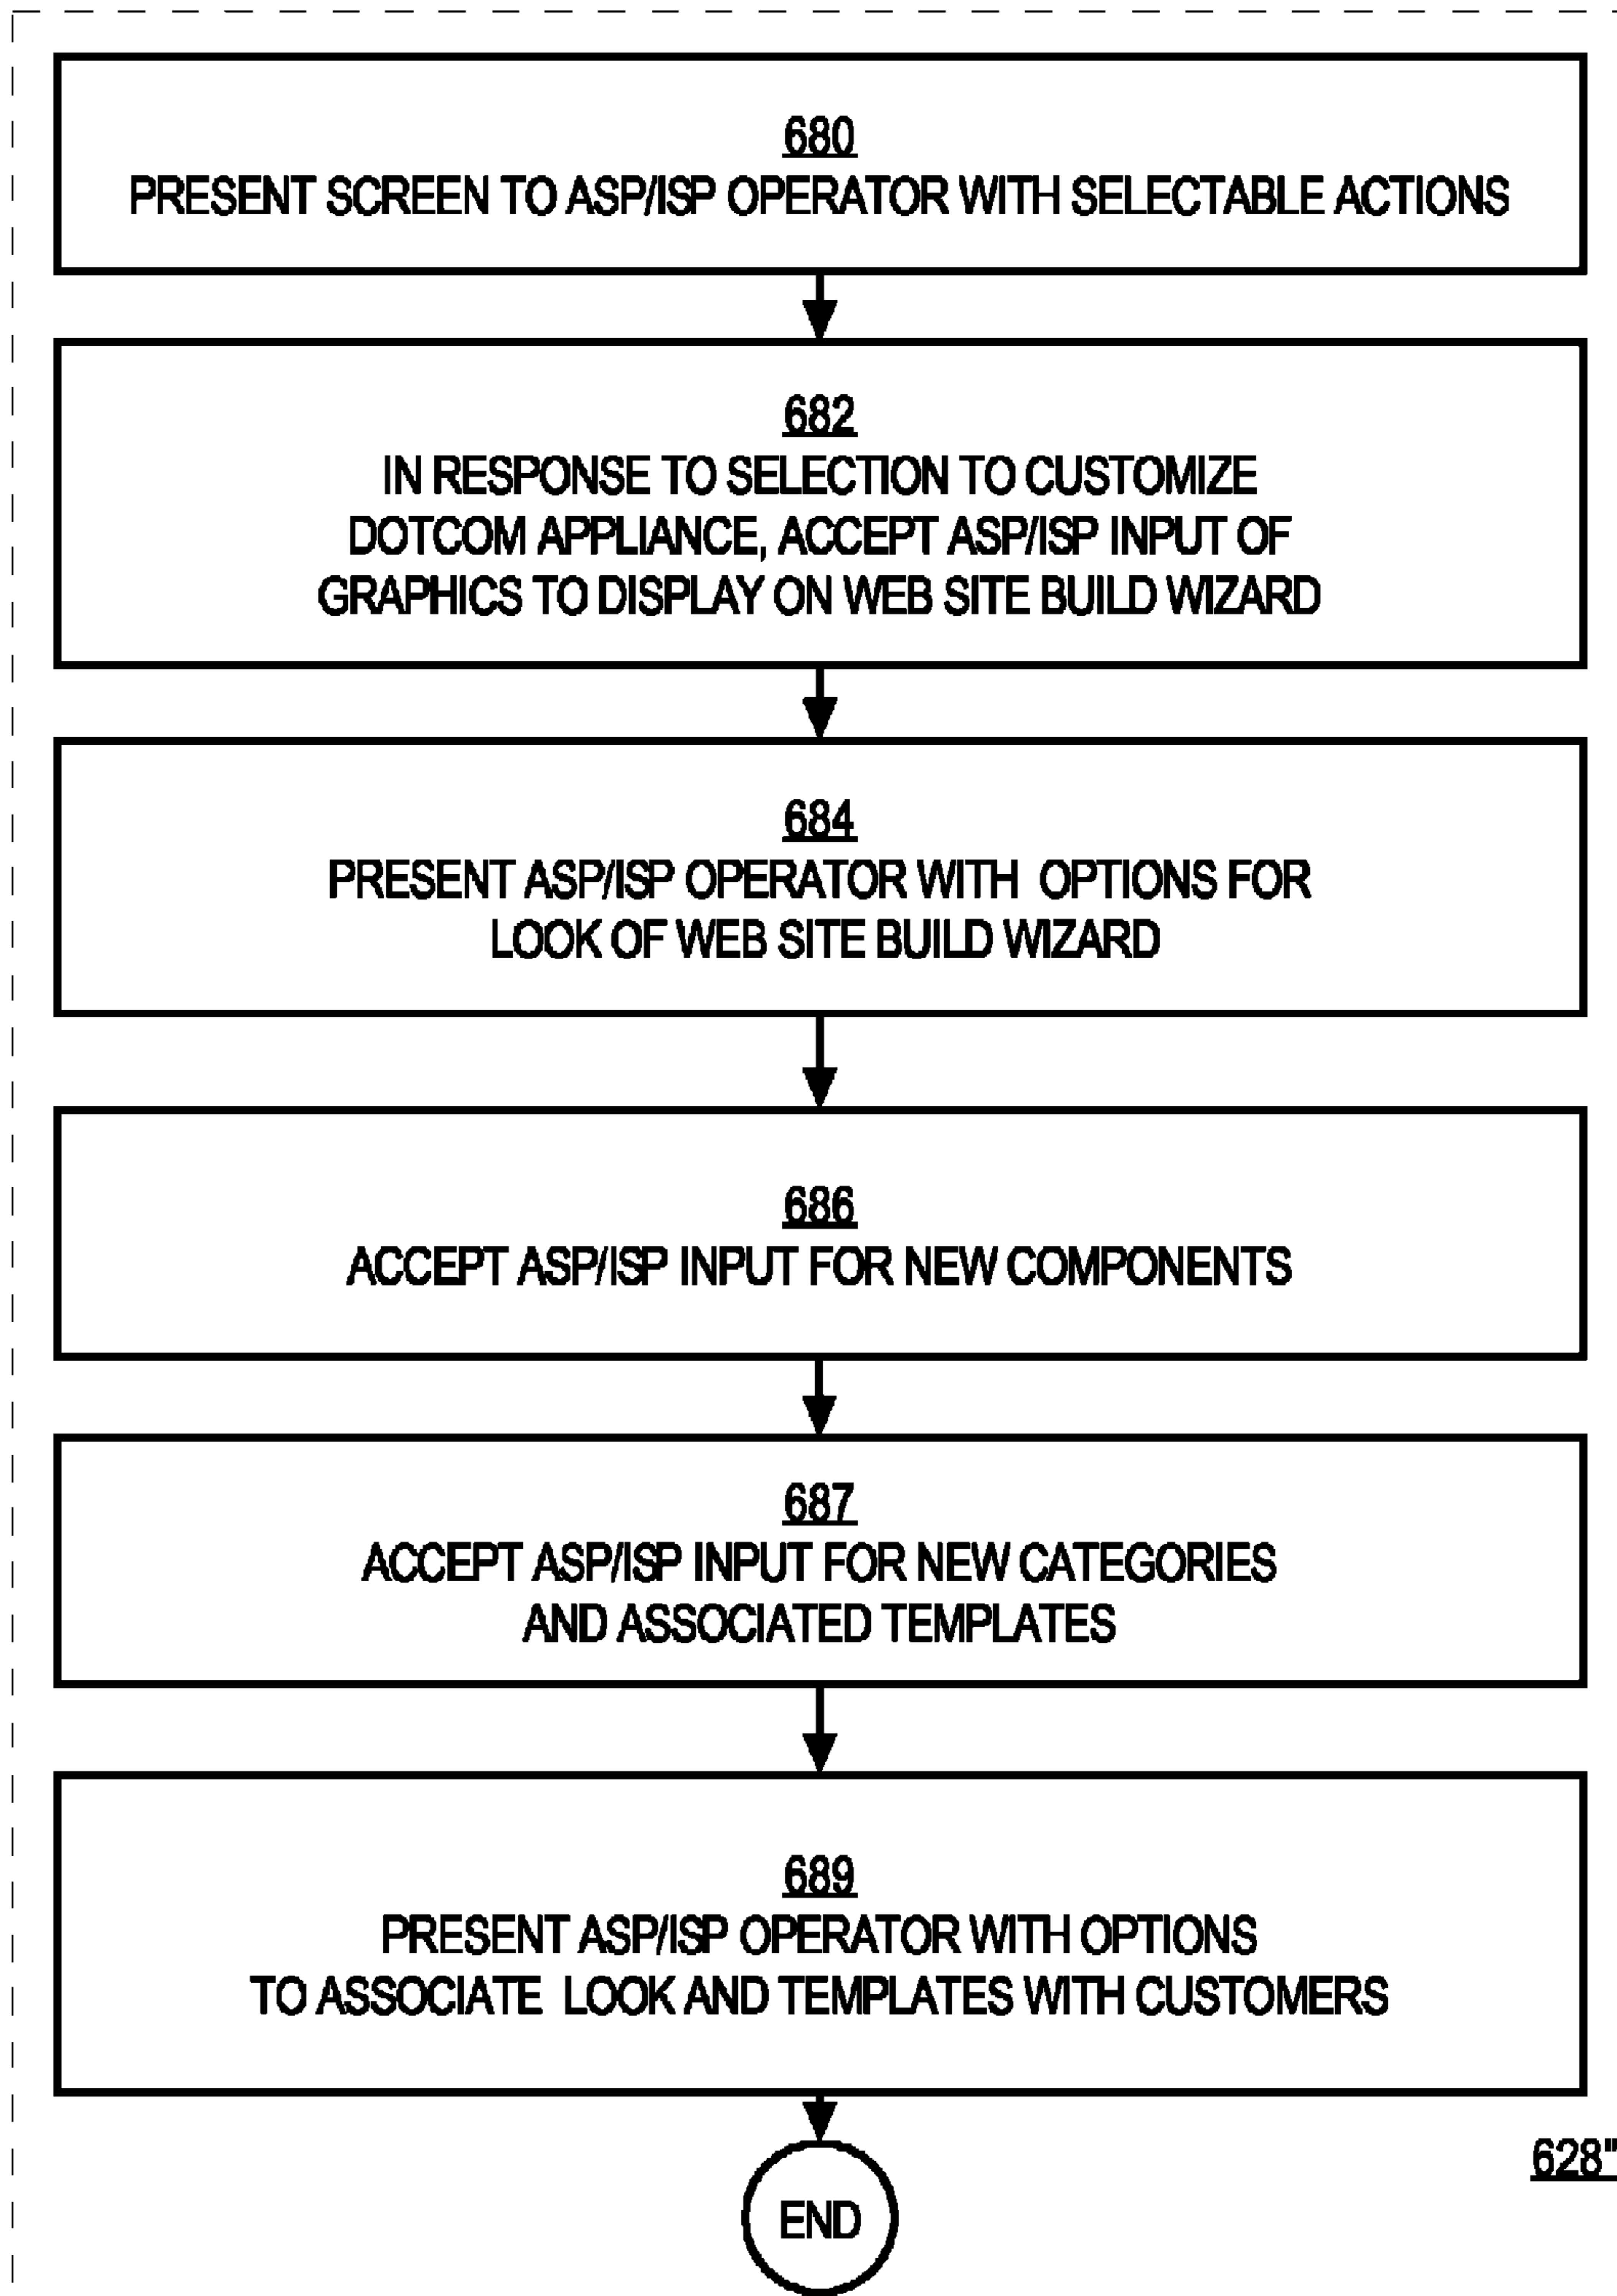 680
PRESENT SCREEN TO ASP/ISP OPERATOR WITH SELECTABLE ACTIONS
682
IN RESPONSE TO SELECTION TO CUSTOMIZE
DOTCOM APPLIANCE, ACCEPT ASP/ISP INPUT OF
GRAPHICS TO DISPLAY ON WEB SITE BUILD WIZARD
684
PRESENT ASP/ISP OPERATOR WITH OPTIONS FOR
LOOK OF WEB SITE BUILD WIZARD
686
ACCEPT ASP/ISP INPUT FOR NEW COMPONENTS
687
ACCEPT ASP/ISP INPUT FOR NEW CATEGORIES
AND ASSOCIATED TEMPLATES
689
PRESENT ASP/ISP OPERATOR WITH OPTIONS
TO ASSOCIATE LOOK AND TEMPLATES WITH CUSTOMERS
628"
END